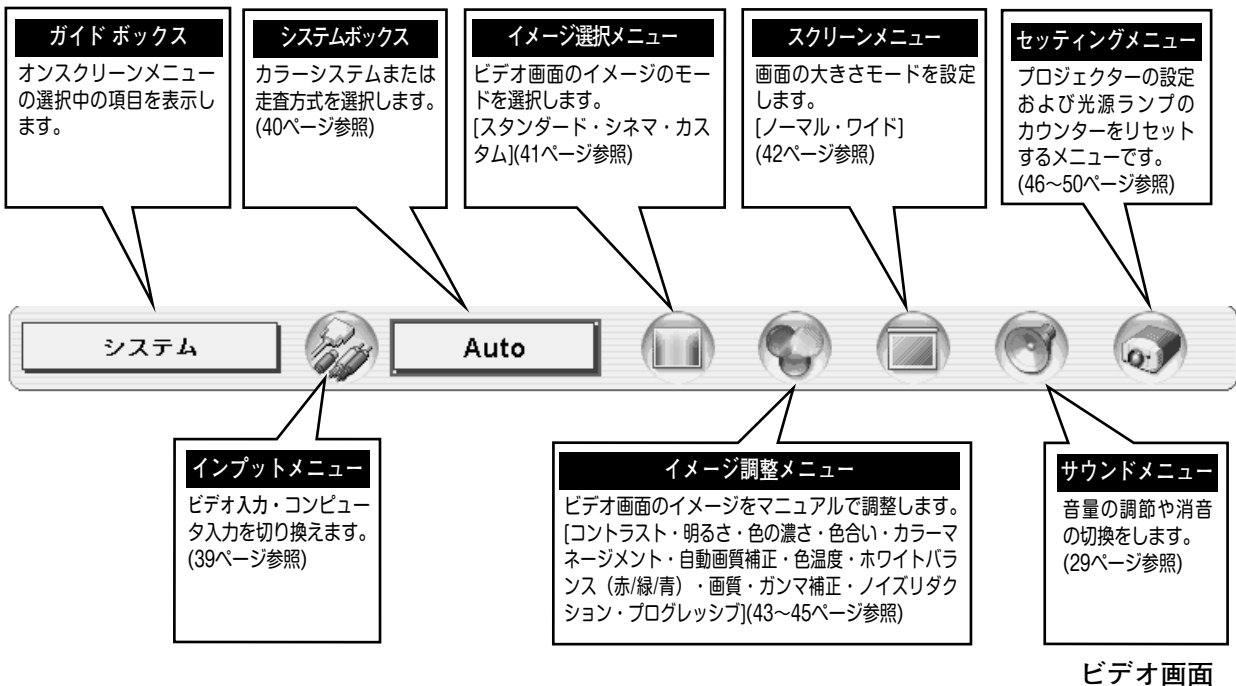 ガイド ボックス
オンスクリーンメニュー
の選択中の項目を表示し
ます。
システムボックス
カラーシステムまたは
走査方式を選択します。
(40ページ参照)
イメージ選択メニュー
ビデオ画面のイメージのモー
ドを選択します。
[スタンダード・シネマ・カス
タム](41ページ参照)
スクリーンメニュー
画面の大きさモードを設定
します。
[ノーマル・ワイド]
(42ページ参照)
セッティングメニュー
プロジェクターの設定
および光源ランプの
カウンターをリセット
するメニューです。
(46〜50ページ参照)
システム
Auto
インプットメニュー
ビデオ入力・コンピュー
タ入力を切り換えます。
(39ページ参照)
イメージ調整メニュー
ビデオ画面のイメージをマニュアルで調整します。
[コントラスト・明るさ・色の濃さ・色合い・カラーマ
ネージメント・自動画質補正・色温度・ホワイトバラ
ンス（赤/緑/青）・画質・ガンマ補正・ノイズリダク
ション・プログレッシブ](43〜45ページ参照)
サウンドメニュー
音量の調節や消音
の切換をします。
(29ページ参照)
ビデオ画面